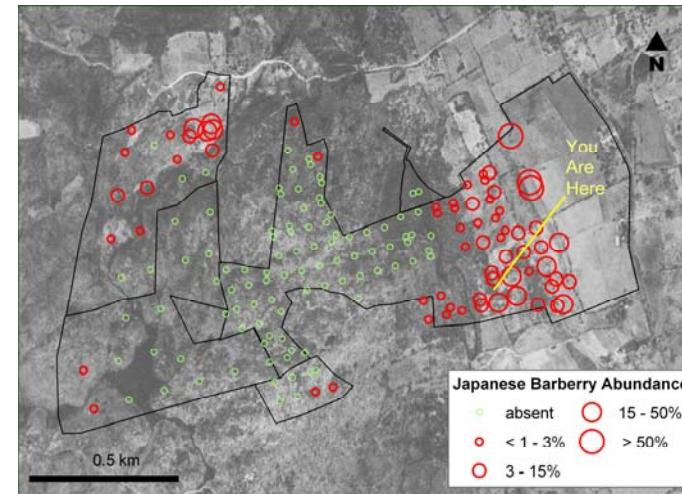 N
You
Are
Here
Japanese Barberry Abundance
absent
15 - 50%
< 1 - 3%
> 50%
3 - 15%
0.5 km